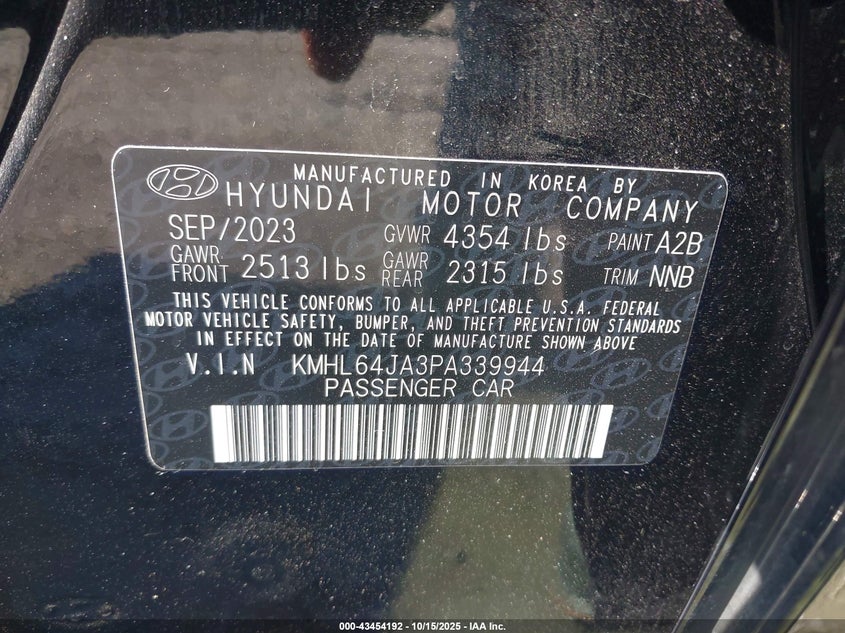 MANUFACTURED IN KOREA BY
HYUNDAI MOTOR COMPANY
SEP/2023 GVWR 4354 lbs PAINT A2B
GAWR FRONT 2513 lbs GAWR REAR 2315 lbs TRIM NNB
THIS VEHICLE CONFORMS TO ALL APPLICABLE U.S.A. FEDERAL
MOTOR VEHICLE SAFETY, BUMPER, AND THEFT PREVENTION STANDARDS
IN EFFECT ON THE DATE OF MANUFACTURE SHOWN ABOVE
V.I.N KMHL64JA3PA339944
PASSENGER CAR
000-43454192 - 10/15/2025 - IAA Inc.